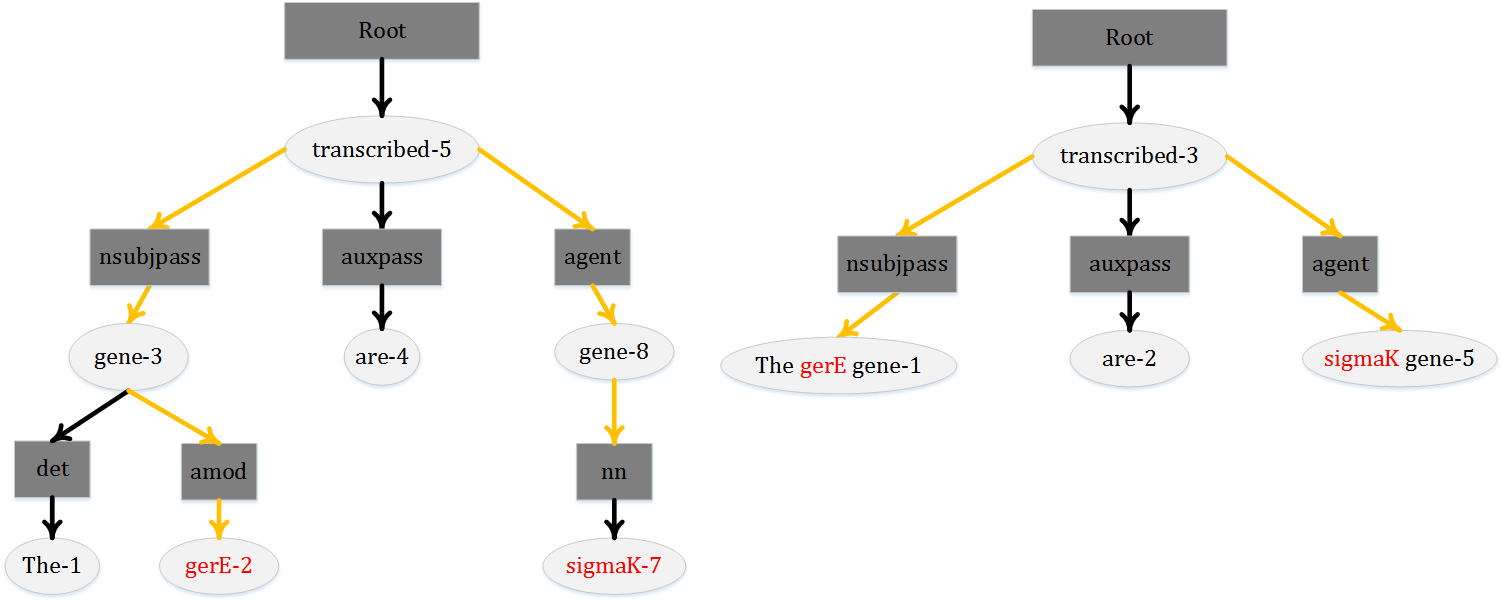 Root
transcribed-5
nsubjpass
auxpass
agent
gene-3
are-4
gene-8
det
amod
nn
The-1
gerE-2
sigmaK-7
Root
transcribed-3
nsubjpass
auxpass
agent
The gerE gene-1
are-2
sigmaK gene-5